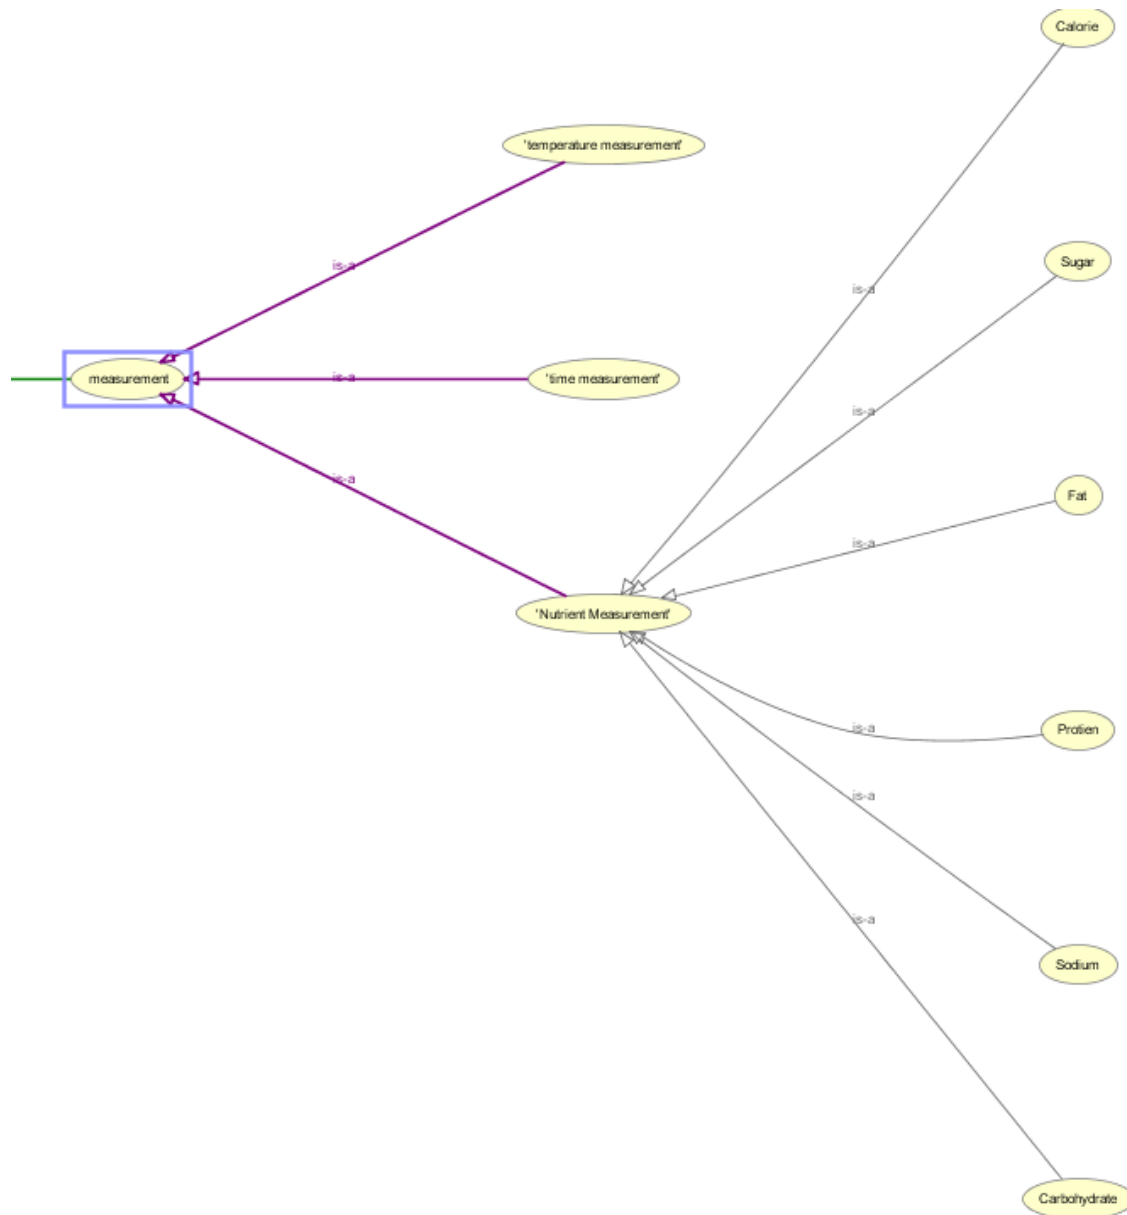 Calorie
'temperature measurement'
is-a
Sugar
is-a
measurement
is-a
'time measurement'
is-a
is-a
Fat
is-a
'Nutrient Measurement'
is-a
Protien
is-a
is-a
Sodium
Carbohydrate